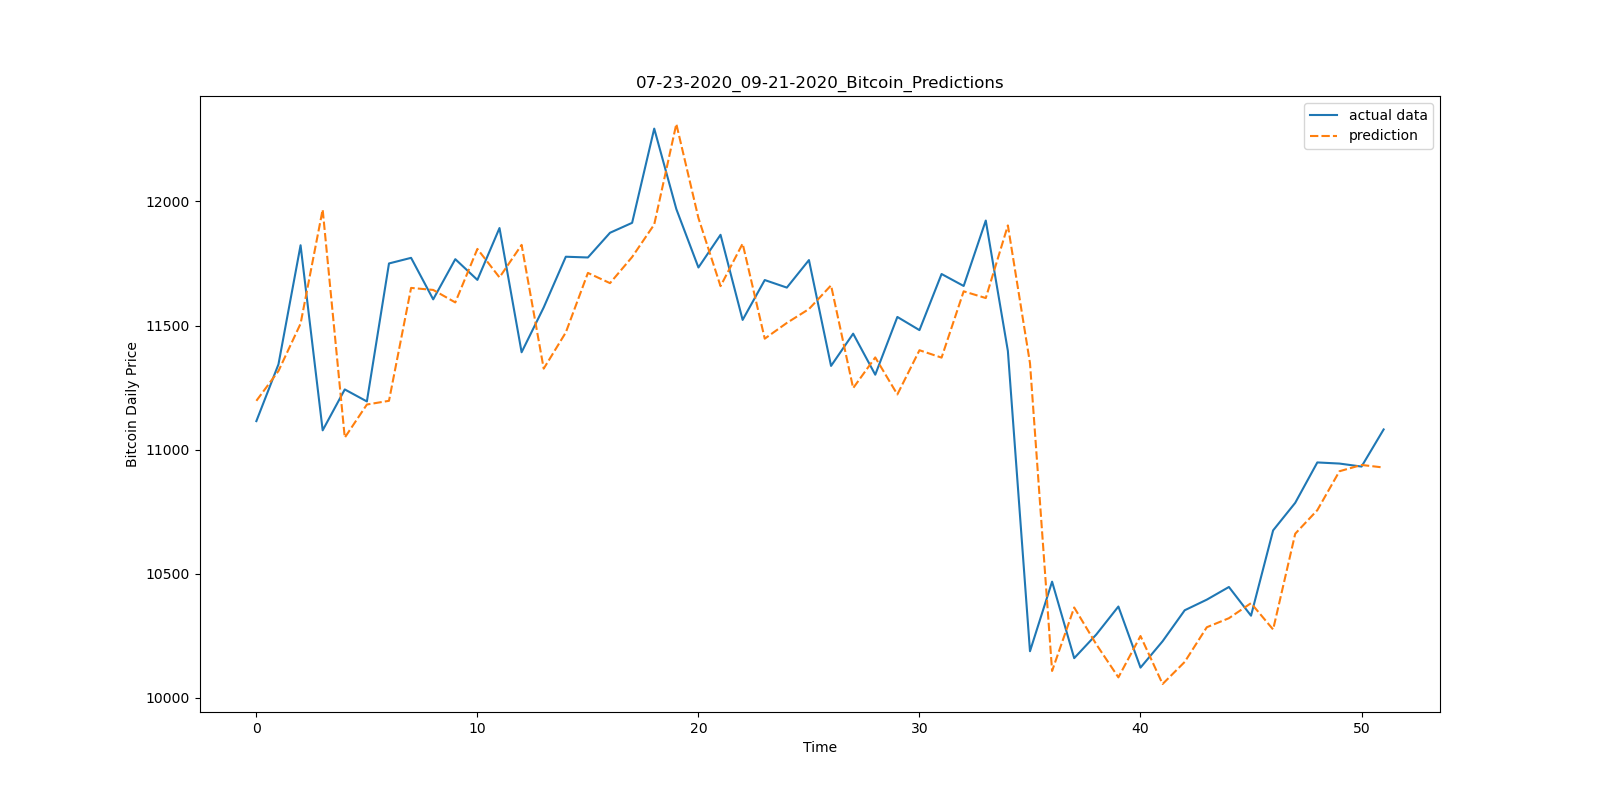 07-23-2020_09-21-2020_Bitcoin_Predictions
actual data
prediction
12000
11500
11000
10500
10000
Bitcoin Daily Price
0 10 20 30 40 50
Time